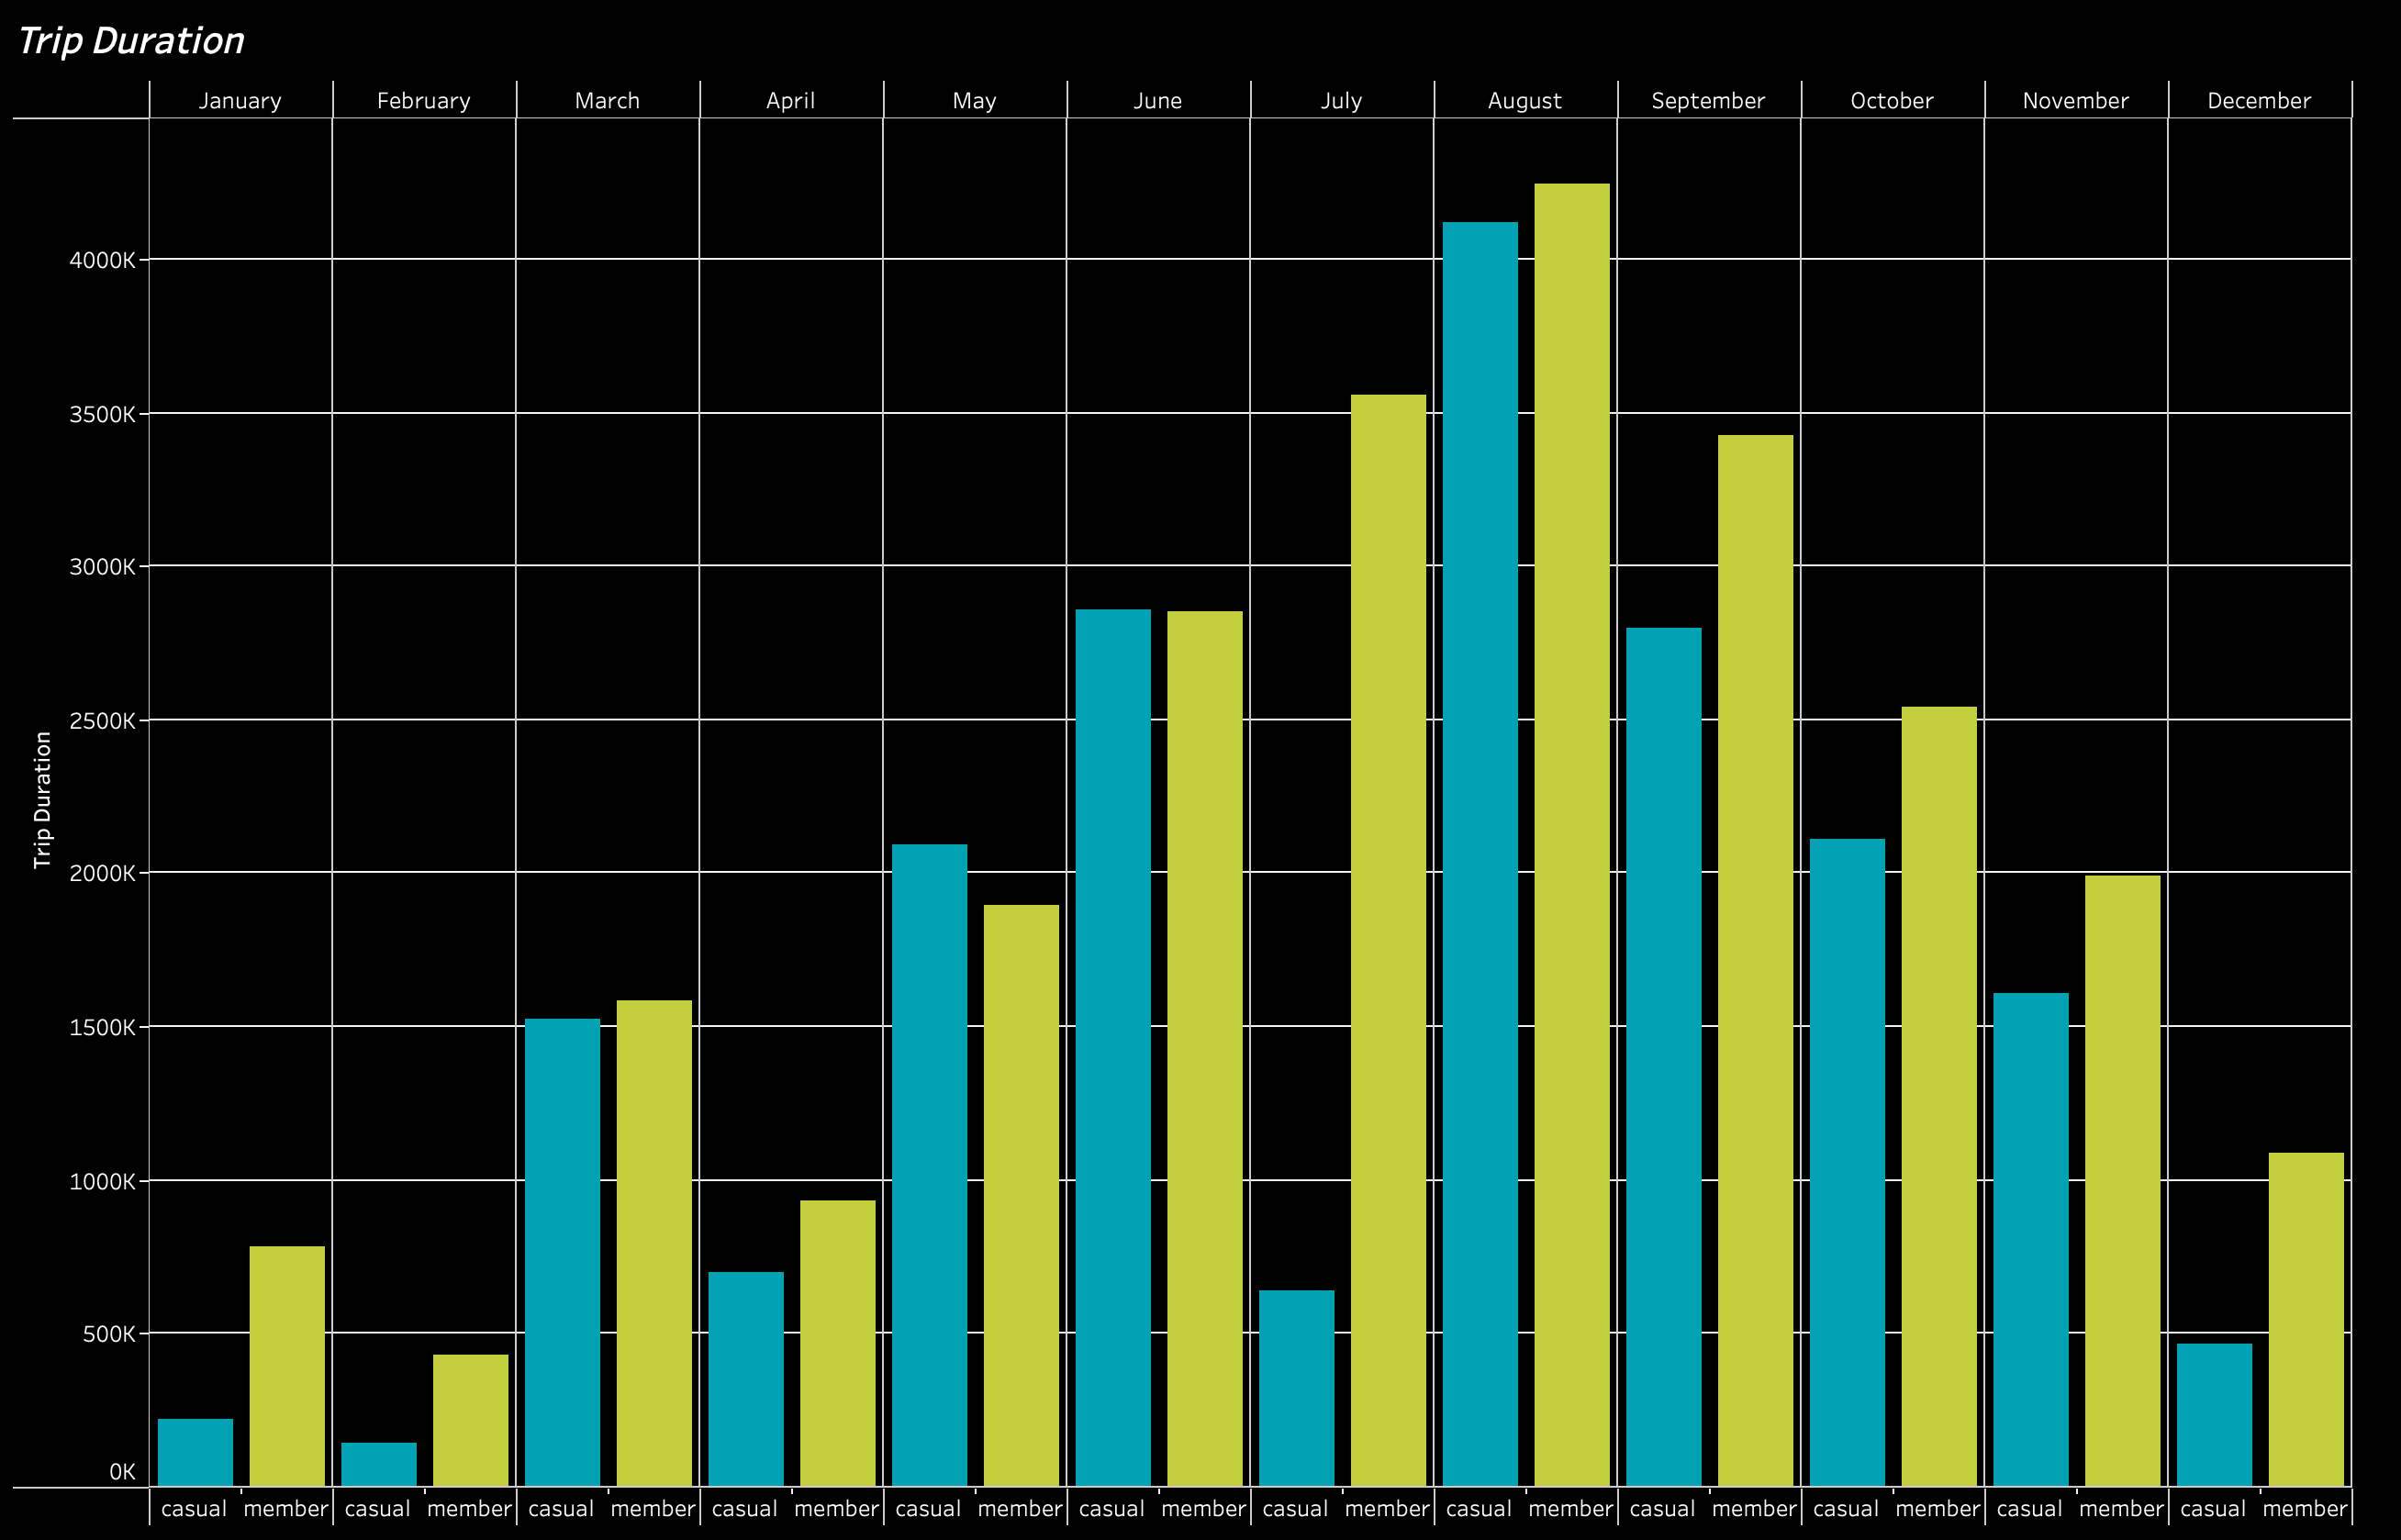 Trip Duration
January February March April May June July August September October November December
4000K
3500K
3000K
2500K
Trip Duration
2000K
1500K
1000K
500K
0K
casual member casual member casual member casual member casual member casual member casual member casual member casual member casual member casual member casual member